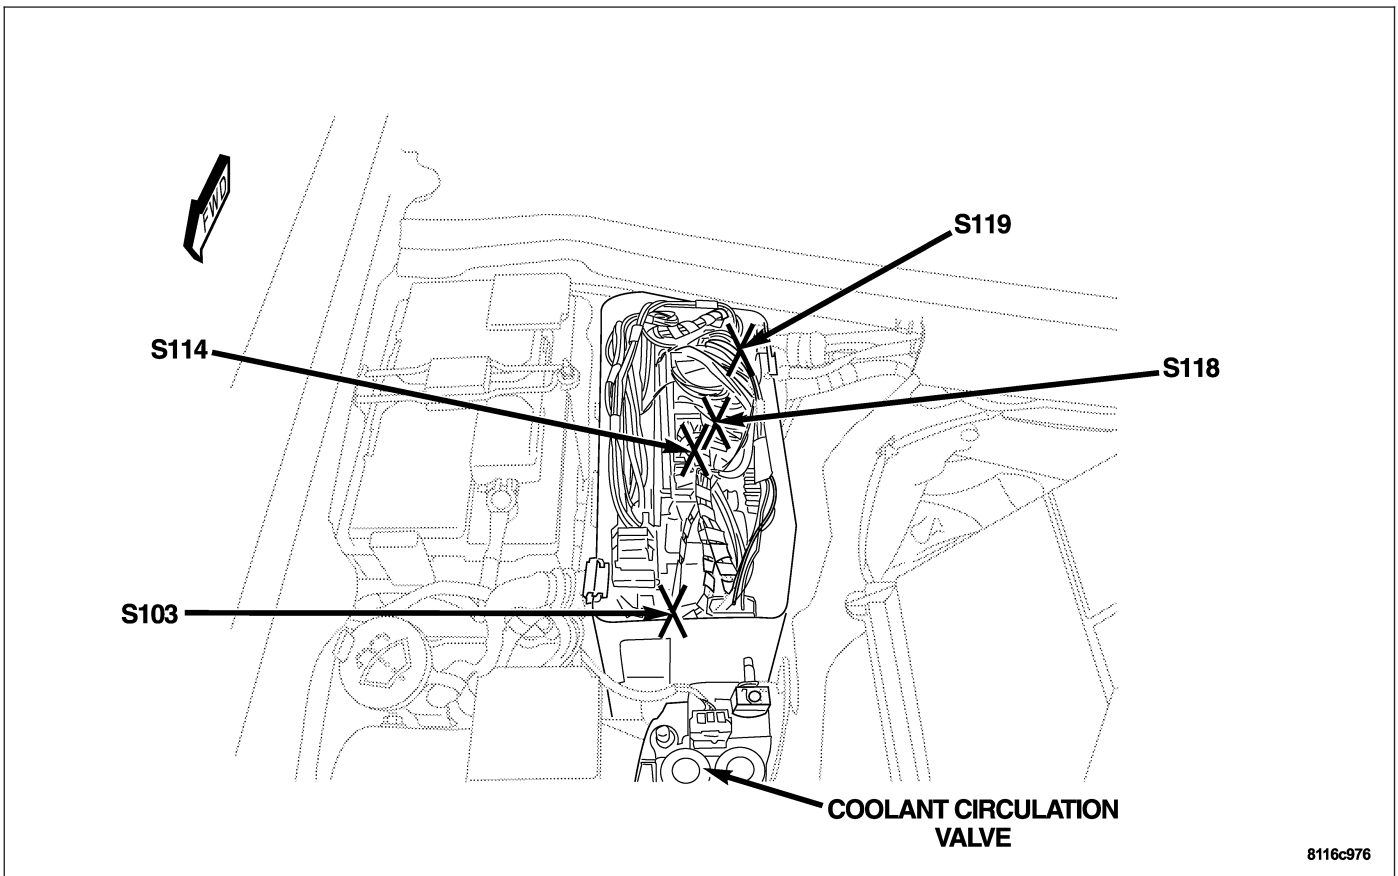 FWD
S119
S114
S118
S103
COOLANT CIRCULATION
VALVE
8116c976